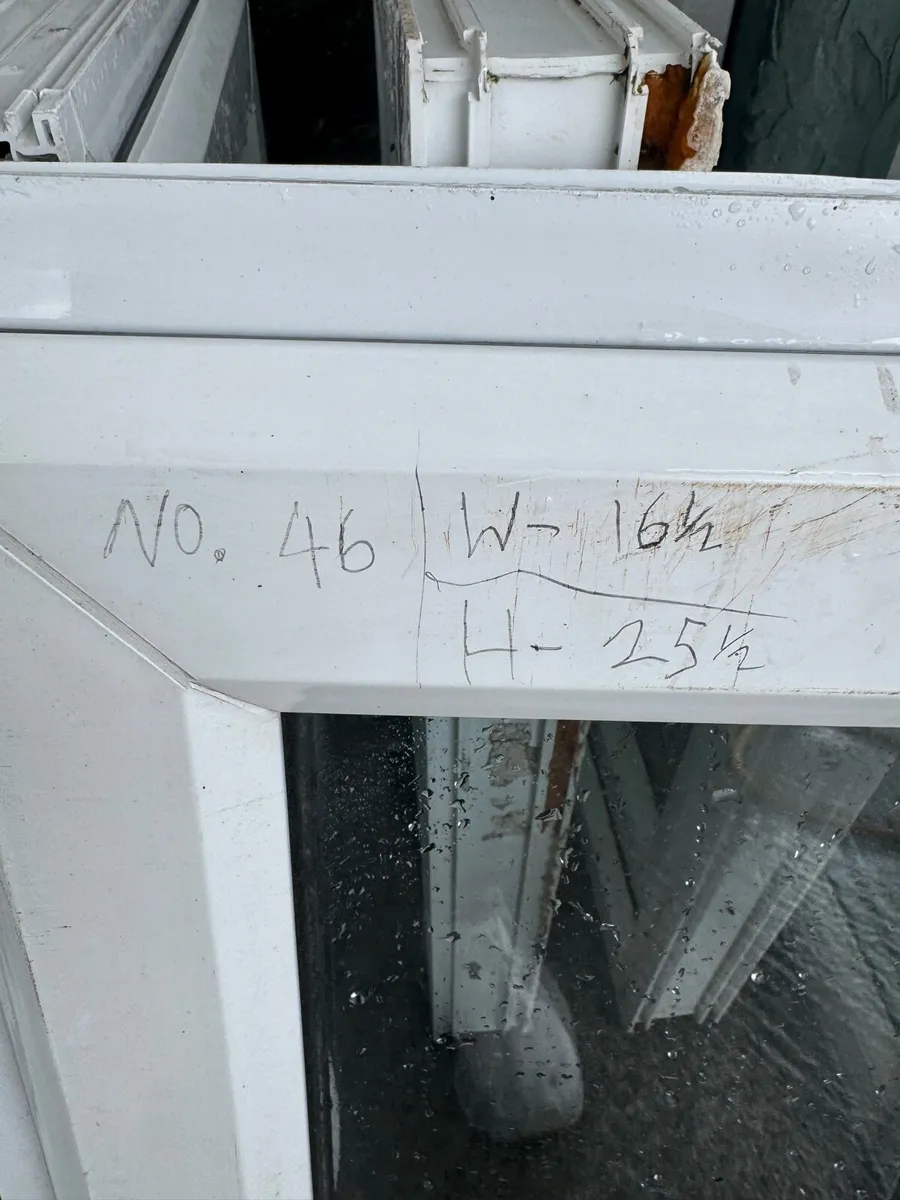 NO. 46
W- 16½
H- 25½